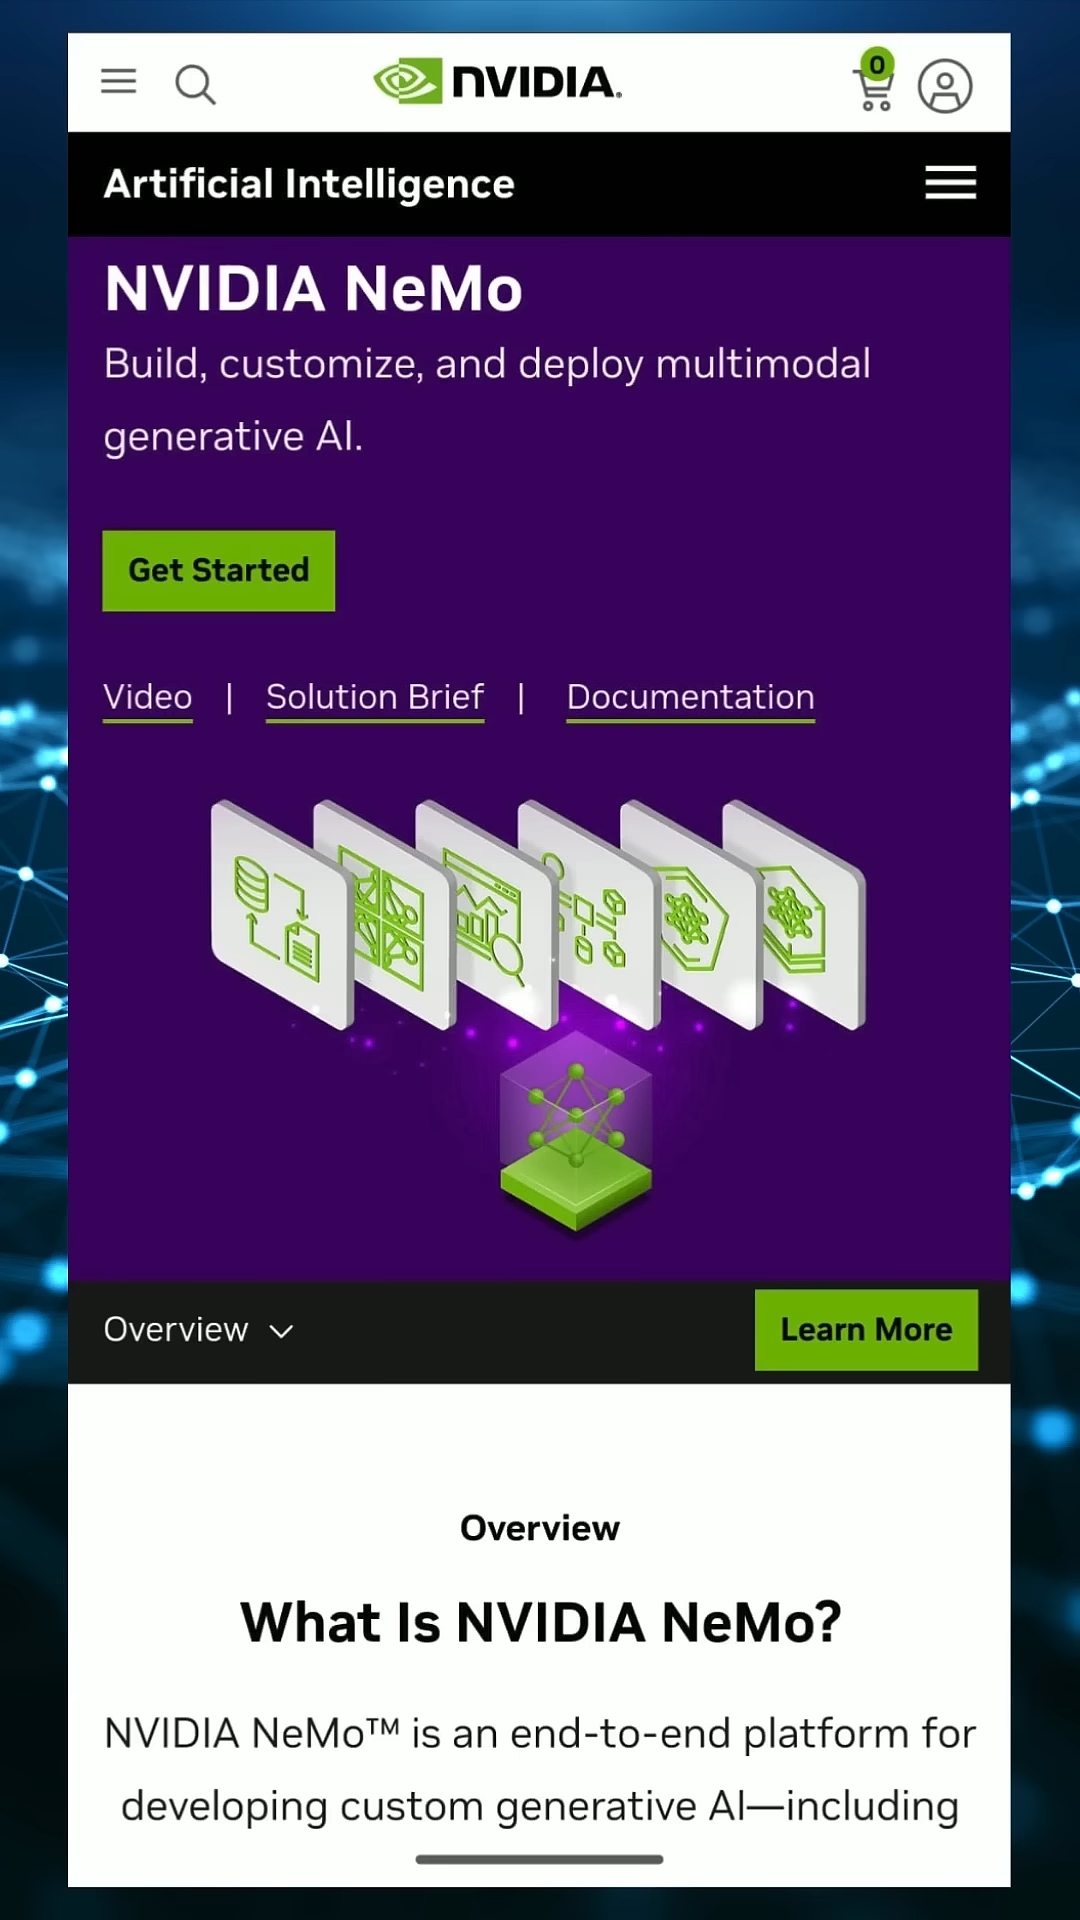 NVIDIA.
0
Artificial Intelligence
NVIDIA NeMo
Build, customize, and deploy multimodal
generative AI.
Get Started
Video | Solution Brief | Documentation
Overview
Learn More
Overview
What Is NVIDIA NeMo?
NVIDIA NeMo™ is an end-to-end platform for
developing custom generative AI—including